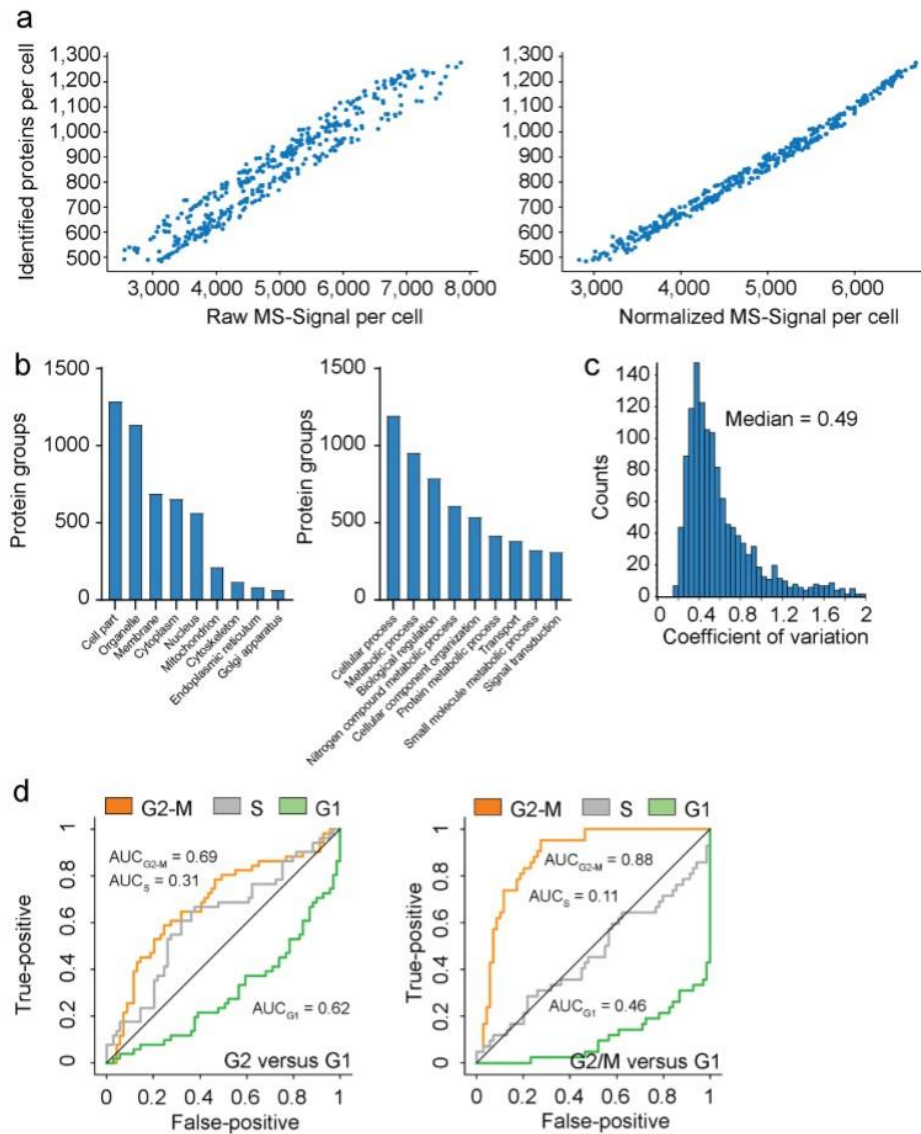 a
1,300
1,200
1,100
1,000
900
800
700
600
500
Identified proteins per cell
3,000 4,000 5,000 6,000 7,000 8,000
Raw MS-Signal per cell
1,300
1,200
1,100
1,000
900
800
700
600
500
3,000 4,000 5,000 6,000
Normalized MS-Signal per cell
b
1500
1000
500
0
Protein groups
Cell part
Organelle
Membrane
Cytoplasm
Nucleus
Mitochondrion
Cytoskeleton
Endoplasmic reticulum
Golgi apparatus
1500
1000
500
0
Protein groups
Cellular process
Metabolic process
Biological regulation
Nitrogen compound metabolic process
Cellular component organization
Protein metabolic process
Transport
Small molecule metabolic process
Signal transduction
c
140
120
100
80
60
40
20
0
Counts
Median = 0.49
0 0.4 0.8 1.2 1.6 2
Coefficient of variation
d
G2-M S G1
1
0.8
0.6
0.4
0.2
0
True-positive
AUCG2-M = 0.69
AUCS = 0.31
AUCG1 = 0.62
G2 versus G1
0 0.2 0.4 0.6 0.8 1
False-positive
G2-M S G1
1
0.8
0.6
0.4
0.2
0
True-positive
AUCG2-M = 0.88
AUCS = 0.11
AUCG1 = 0.46
G2/M versus G1
0 0.2 0.4 0.6 0.8 1
False-positive